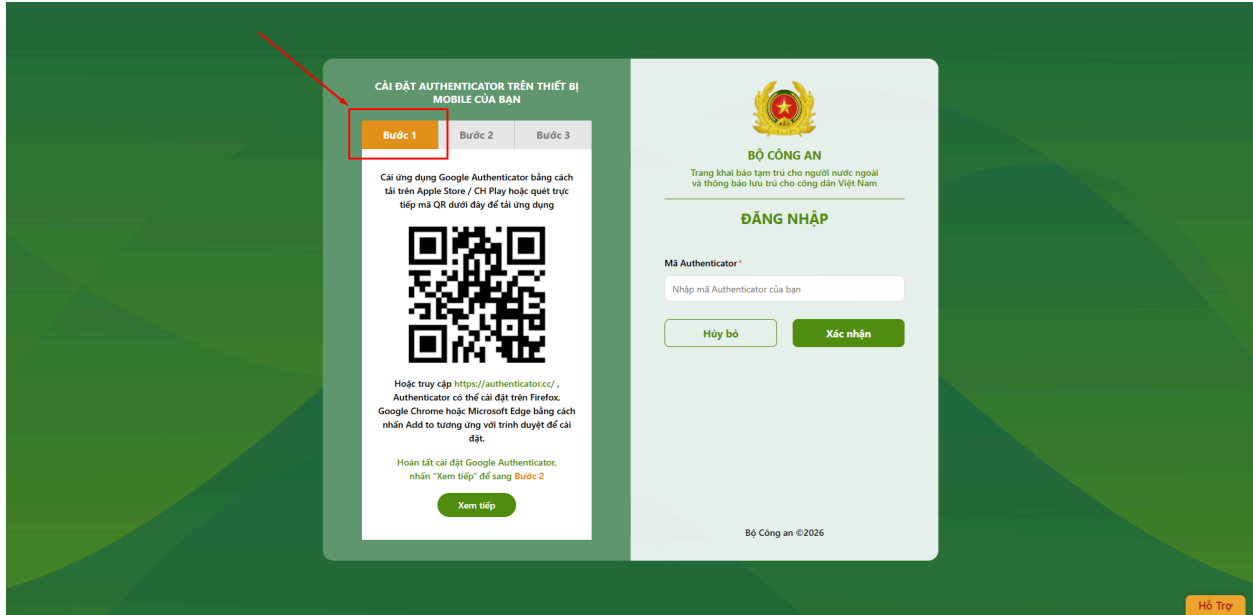 CÀI ĐẶT AUTHENTICATOR TRÊN THIẾT BỊ
MOBILE CỦA BẠN
Bước 1
Bước 2
Bước 3
Cài ứng dụng Google Authenticator bằng cách
tải trên Apple Store / CH Play hoặc quét trực
tiếp mã QR dưới đây để tải ứng dụng
Hoặc truy cập https://authenticator.cc/ ,
Authenticator có thể cài đặt trên Firefox,
Google Chrome hoặc Microsoft Edge bằng cách
nhấn Add to tương ứng với trình duyệt để cài
đặt.
Hoàn tất cài đặt Google Authenticator,
nhấn "Xem tiếp" để sang Bước 2
Xem tiếp
BỘ CÔNG AN
Trang khai báo tạm trú cho người nước ngoài
và thông báo lưu trú cho công dân Việt Nam
ĐĂNG NHẬP
Mã Authenticator*
Nhập mã Authenticator của bạn
Hủy bỏ
Xác nhận
Bộ Công an ©2026
Hỗ Trợ